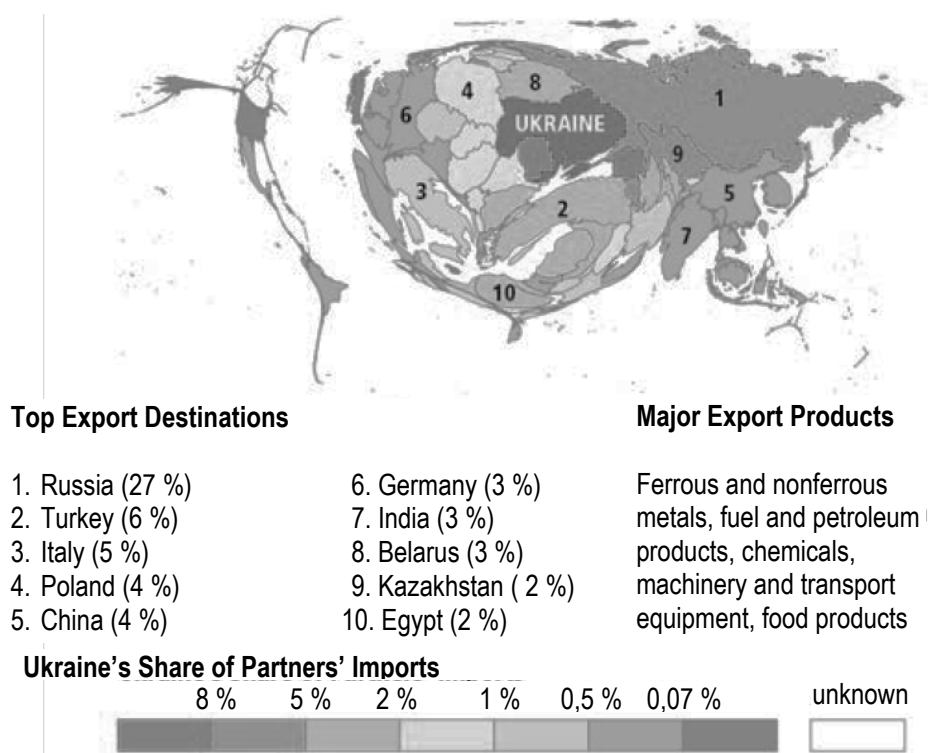 4
8
1
6
UKRAINE
9
3
2
5
7
10
Top Export Destinations
1. Russia (27 %)
2. Turkey (6 %)
3. Italy (5 %)
4. Poland (4 %)
5. China (4 %)
6. Germany (3 %)
7. India (3 %)
8. Belarus (3 %)
9. Kazakhstan ( 2 %)
10. Egypt (2 %)
Major Export Products
Ferrous and nonferrous
metals, fuel and petroleum
products, chemicals,
machinery and transport
equipment, food products
Ukraine’s Share of Partners’ Imports
8 % 5 % 2 % 1 % 0,5 % 0,07 % unknown